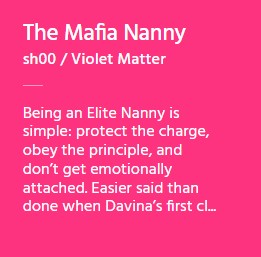 The Mafia Nanny
sh00 / Violet Matter
Being an Elite Nanny is
simple: protect the charge,
obey the principle, and
don’t get emotionally
attached. Easier said than
done when Davina’s first cl...